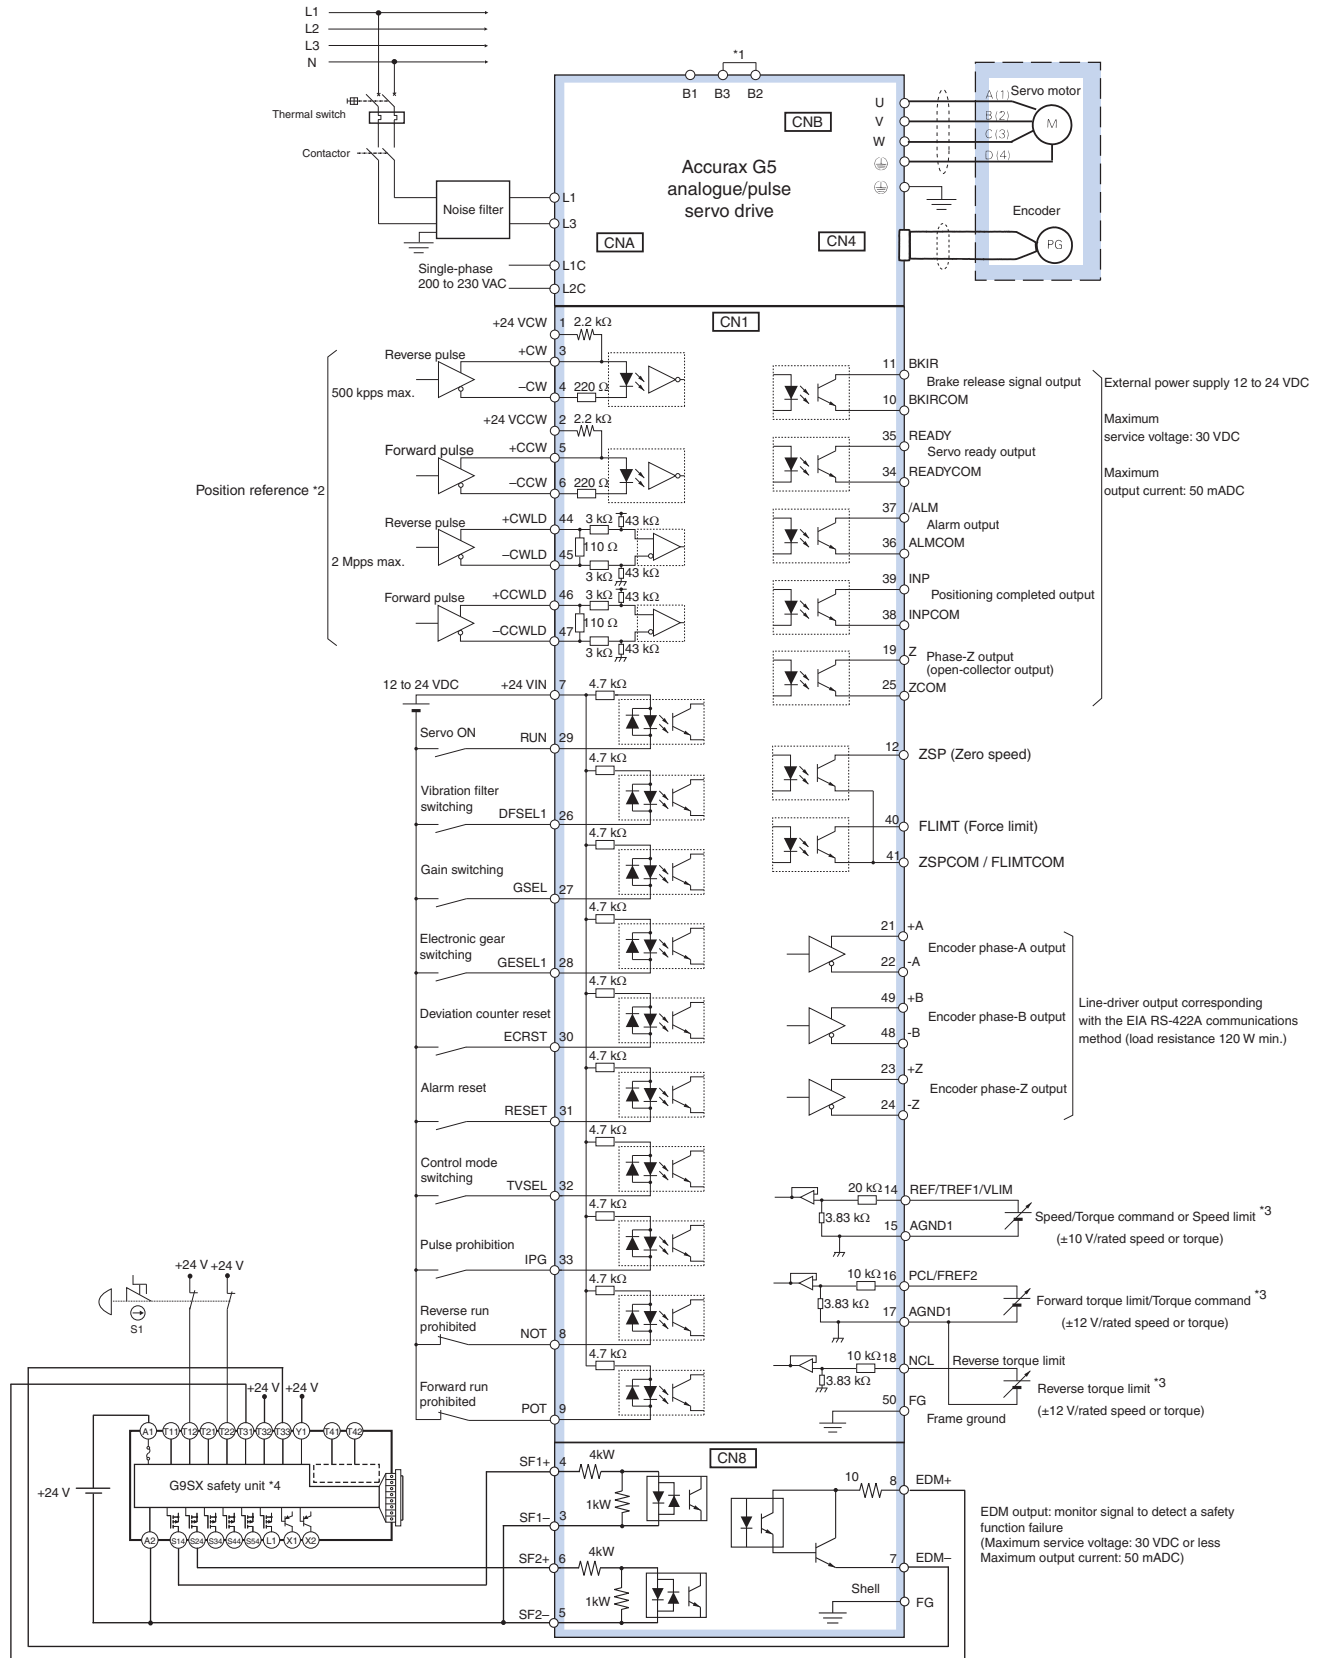 L1
L2
L3
N
Thermal switch
Contactor
Noise filter
L1
L3
Single-phase
200 to 230 VAC
L1C
L2C
*1
B1 B3 B2
CNB
Accurax G5
analogue/pulse
servo drive
CNA
CN4
U
V
W
A (1)
B (2)
C (3)
D (4)
Servo motor
M
Encoder
PG
CN1
+24 VCW 1 2.2 kΩ
Reverse pulse
+CW 3
–CW 4 220 Ω
500 kpps max.
+24 VCCW 2 2.2 kΩ
Forward pulse
+CCW 5
–CCW 6 220 Ω
Position reference *2
Reverse pulse
+CWLD 44 3 kΩ 43 kΩ
110 Ω
–CWLD 45
3 kΩ 43 kΩ
2 Mpps max.
Forward pulse
+CCWLD 46 3 kΩ 43 kΩ
110 Ω
–CCWLD 47
3 kΩ 43 kΩ
12 to 24 VDC
+24 VIN 7 4.7 kΩ
Servo ON
RUN 29
4.7 kΩ
Vibration filter
switching
DFSEL1 26
4.7 kΩ
Gain switching
GSEL 27
4.7 kΩ
Electronic gear
switching
GESEL1 28
4.7 kΩ
Deviation counter reset
ECRST 30
4.7 kΩ
Alarm reset
RESET 31
4.7 kΩ
Control mode
switching
TVSEL 32
4.7 kΩ
Pulse prohibition
IPG 33
4.7 kΩ
Reverse run
prohibited
NOT 8
4.7 kΩ
Forward run
prohibited
POT 9
11 BKIR
Brake release signal output
10 BKIRCOM
35 READY
Servo ready output
34 READYCOM
37 /ALM
Alarm output
36 ALMCOM
39 INP
Positioning completed output
38 INPCOM
19 Z
Phase-Z output
(open-collector output)
25 ZCOM
External power supply 12 to 24 VDC
Maximum
service voltage: 30 VDC
Maximum
output current: 50 mADC
12 ZSP (Zero speed)
40 FLIMT (Force limit)
41 ZSPCOM / FLIMTCOM
21 +A
Encoder phase-A output
22 -A
49 +B
Encoder phase-B output
48 -B
23 +Z
Encoder phase-Z output
24 -Z
Line-driver output corresponding
with the EIA RS-422A communications
method (load resistance 120 W min.)
20 kΩ 14 REF/TREF1/VLIM
3.83 kΩ
15 AGND1
Speed/Torque command or Speed limit *3
(±10 V/rated speed or torque)
10 kΩ 16 PCL/FREF2
3.83 kΩ
17 AGND1
Forward torque limit/Torque command *3
(±12 V/rated speed or torque)
10 kΩ 18 NCL
Reverse torque limit
3.83 kΩ
Reverse torque limit *3
(±12 V/rated speed or torque)
50 FG
Frame ground
+24 V +24 V
S1
+24 V +24 V
A1 T11 T12 T21 T22 T31 T32 T33 Y1 T41 T42
G9SX safety unit *4
+24 V
A2 S14 S24 S34 S44 S54 L1 X1 X2
CN8
SF1+ 4 4kW
1kW
SF1– 3
SF2+ 6 4kW
1kW
SF2– 5
10 8 EDM+
7 EDM–
Shell
FG
EDM output: monitor signal to detect a safety
function failure
(Maximum service voltage: 30 VDC or less
Maximum output current: 50 mADC)